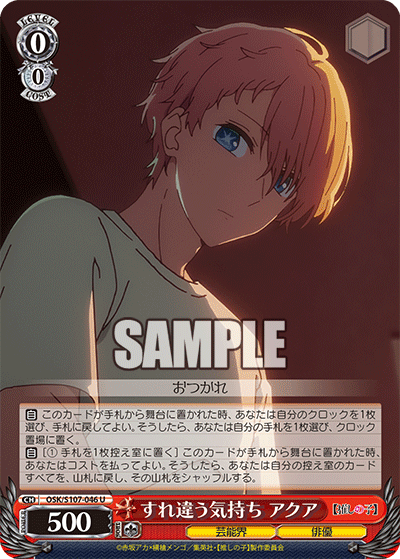 LEVEL
0
0
COST
SAMPLE
おつかれ
このカードが手札から舞台に置かれた時、あなたは自分のクロックを1枚
選び、手札に戻してよい。そうしたら、あなたは自分の手札を1枚選び、クロック
置場に置く。
[① 手札を1枚控え室に置く] このカードが手札から舞台に置かれた時、あ
なたはコストを払ってよい。そうしたら、あなたは自分の控え室のカード
すべてを、山札に戻し、その山札をシャッフルする。
CH OSK/S107-046 U
500
すれ違う気持ち アクア
【推しの子】
芸能界
俳優
©赤坂アカ×横槍メンゴ／集英社・【推しの子】製作委員会